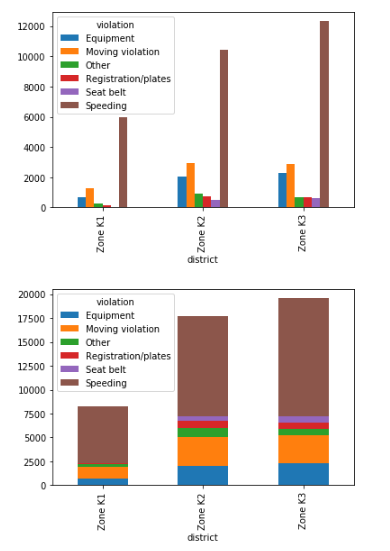 12000
10000
8000
6000
4000
2000
0
violation
Equipment
Moving violation
Other
Registration/plates
Seat belt
Speeding
Zone K1
Zone K2
Zone K3
district
20000
17500
15000
12500
10000
7500
5000
2500
0
violation
Equipment
Moving violation
Other
Registration/plates
Seat belt
Speeding
Zone K1
Zone K2
Zone K3
district